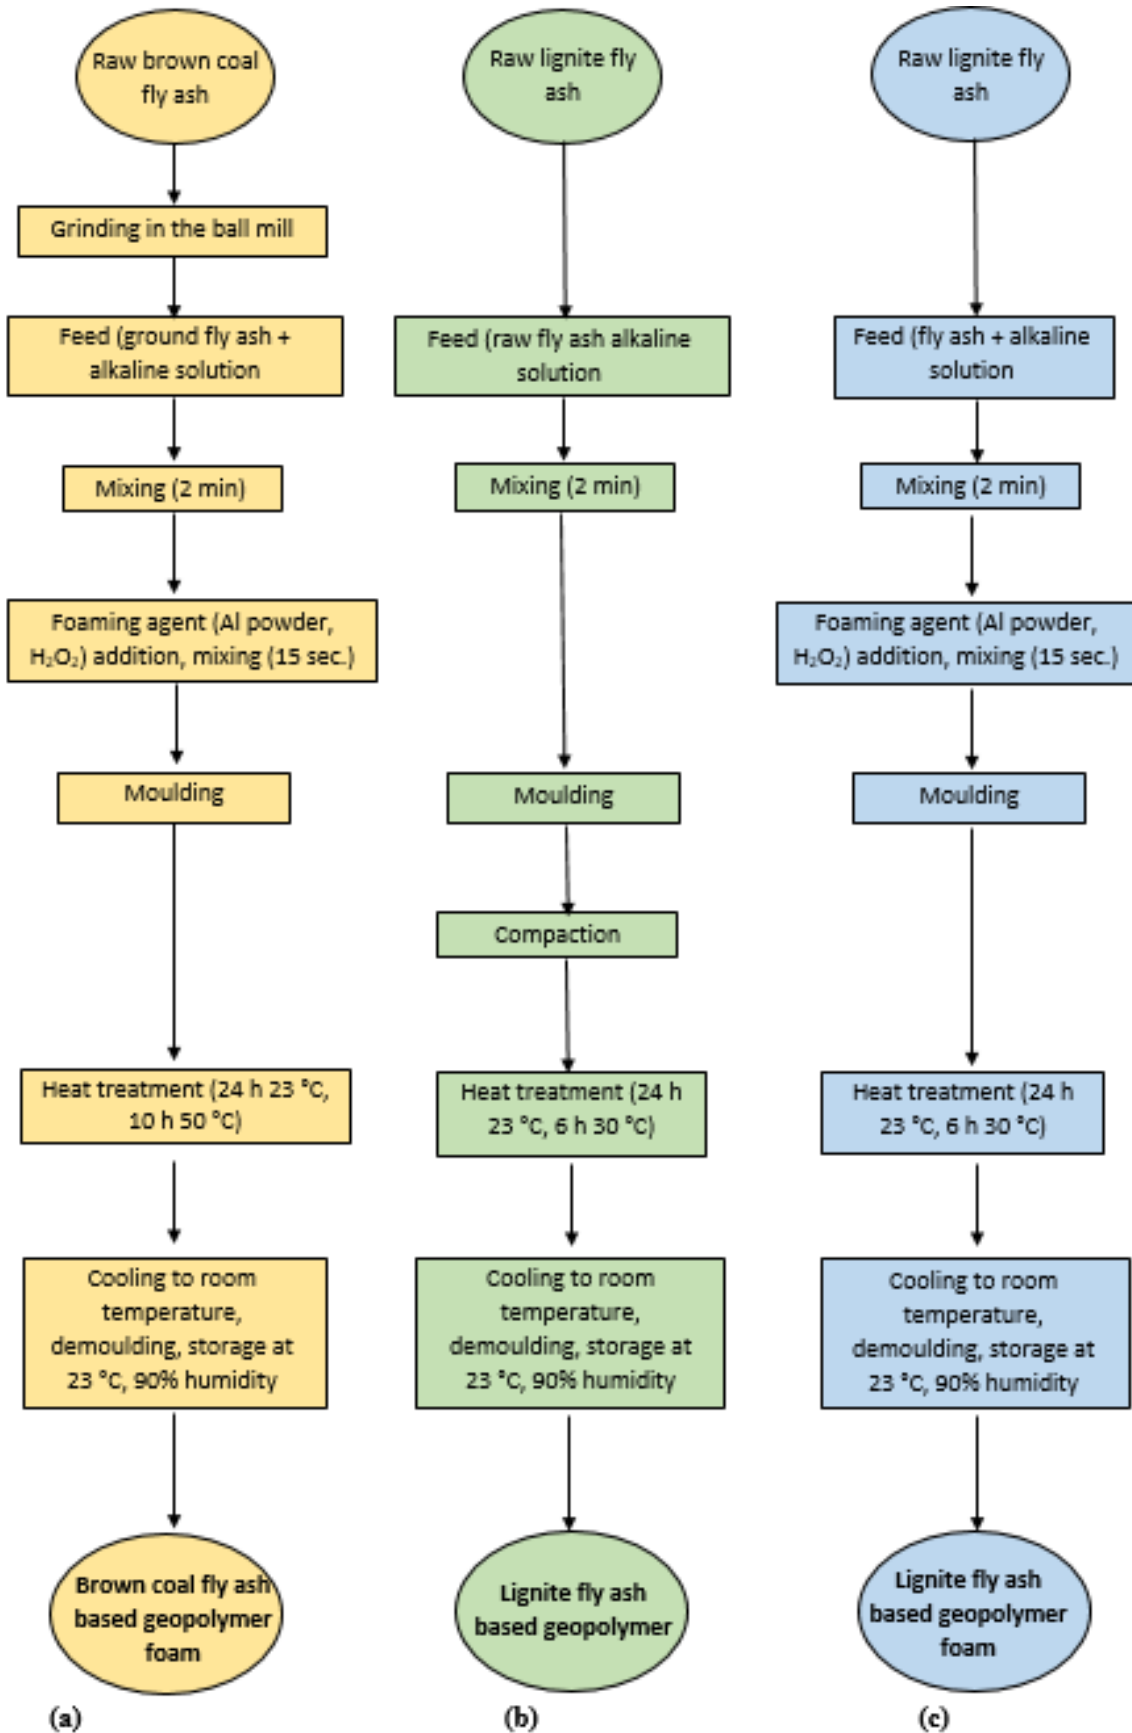 Raw brown coal
fly ash
Grinding in the ball mill
Feed (ground fly ash +
alkaline solution
Mixing (2 min)
Foaming agent (Al powder,
H₂O₂) addition, mixing (15 sec.)
Moulding
Heat treatment (24 h 23 °C,
10 h 50 °C)
Cooling to room
temperature,
demoulding, storage at
23 °C, 90% humidity
Brown coal fly ash
based geopolymer
foam
(a)
Raw lignite fly
ash
Feed (raw fly ash alkaline
solution
Mixing (2 min)
Moulding
Compaction
Heat treatment (24 h
23 °C, 6 h 30 °C)
Cooling to room
temperature,
demoulding, storage at
23 °C, 90% humidity
Lignite fly ash
based geopolymer
(b)
Raw lignite fly
ash
Feed (fly ash + alkaline
solution
Mixing (2 min)
Foaming agent (Al powder,
H₂O₂) addition, mixing (15 sec.)
Moulding
Heat treatment (24 h
23 °C, 6 h 30 °C)
Cooling to room
temperature,
demoulding, storage at
23 °C, 90% humidity
Lignite fly ash
based geopolymer
foam
(c)